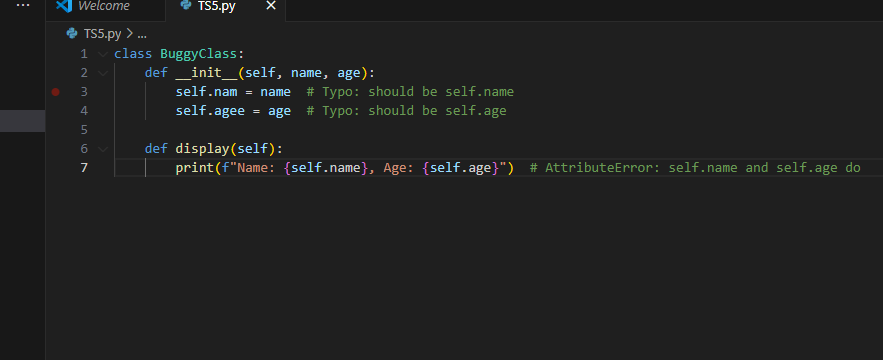 ··· Welcome TS5.py ×
TS5.py > ...
1 class BuggyClass:
2     def __init__(self, name, age):
3         self.nam = name  # Typo: should be self.name
4         self.agee = age  # Typo: should be self.age
5
6     def display(self):
7         print(f"Name: {self.name}, Age: {self.age}")  # AttributeError: self.name and self.age do